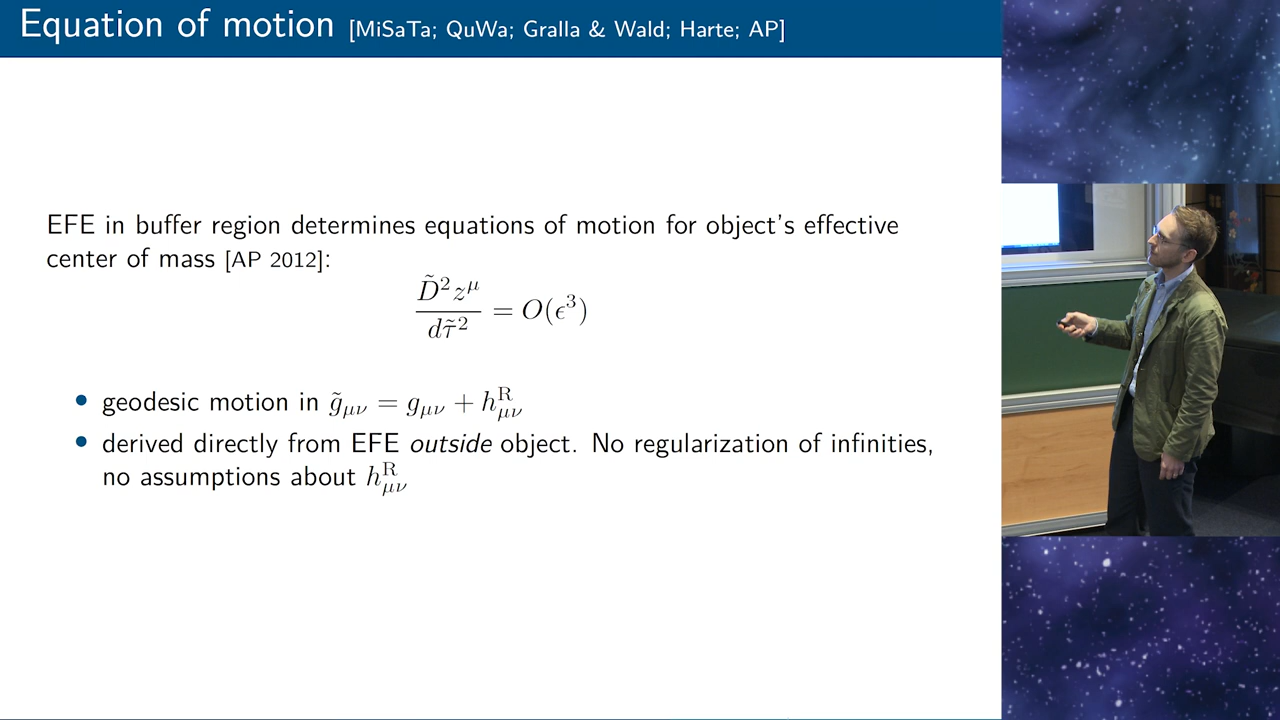 Equation of motion [MiSaTa; QuWa; Gralla & Wald; Harte; AP]
EFE in buffer region determines equations of motion for object's effective
center of mass [AP 2012]:
D̃²z^μ / dτ̃² = O(ϵ³)
• geodesic motion in g̃_μν = g_μν + h^R_μν
• derived directly from EFE outside object. No regularization of infinities,
no assumptions about h^R_μν